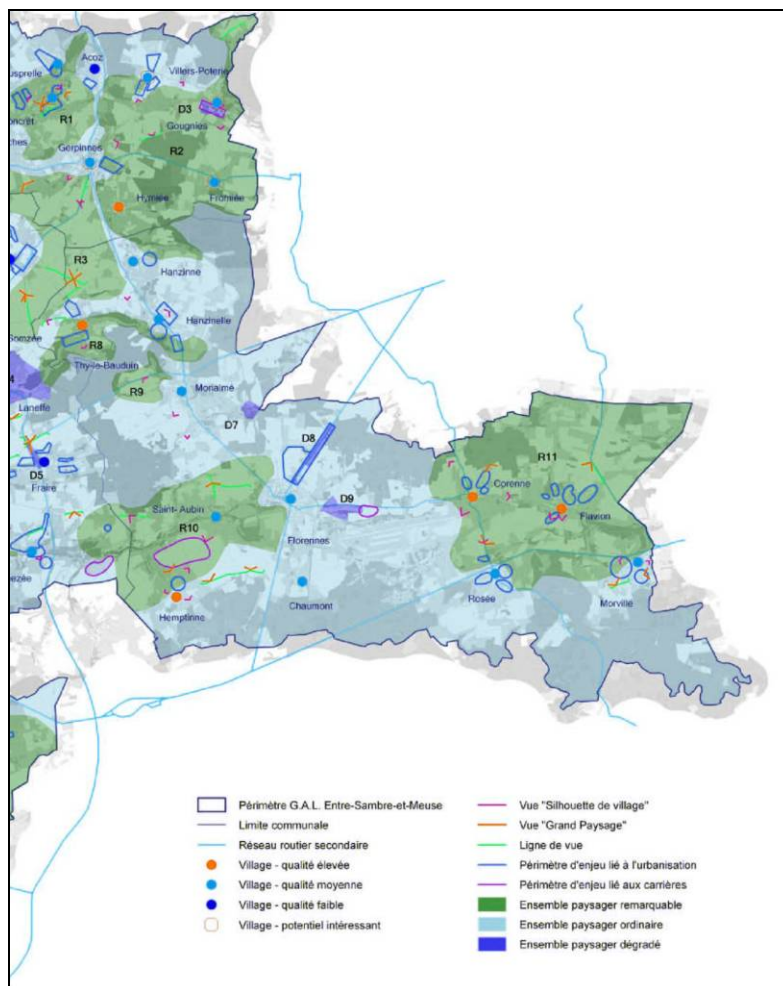 Acoz
Villers-Poterie
D3
R1
Gougnies
Gerpinnes
R2
Hymiée
Fromiée
R3
Hanzinne
Hanzinelle
Somzée
R8
Thy-le-Bauduin
R9
Morialmé
Laneffe
D7
D8
R11
D5
Fraire
Corenne
D9
Saint-Aubin
Flavion
R10
Florennes
Chaumont
Rosée
Morville
Hemptinne
Périmètre G.A.L. Entre-Sambre-et-Meuse
Limite communale
Réseau routier secondaire
Village - qualité élevée
Village - qualité moyenne
Village - qualité faible
Village - potentiel intéressant
Vue "Silhouette de village"
Vue "Grand Paysage"
Ligne de vue
Périmètre d'enjeu lié à l'urbanisation
Périmètre d'enjeu lié aux carrières
Ensemble paysager remarquable
Ensemble paysager ordinaire
Ensemble paysager dégradé